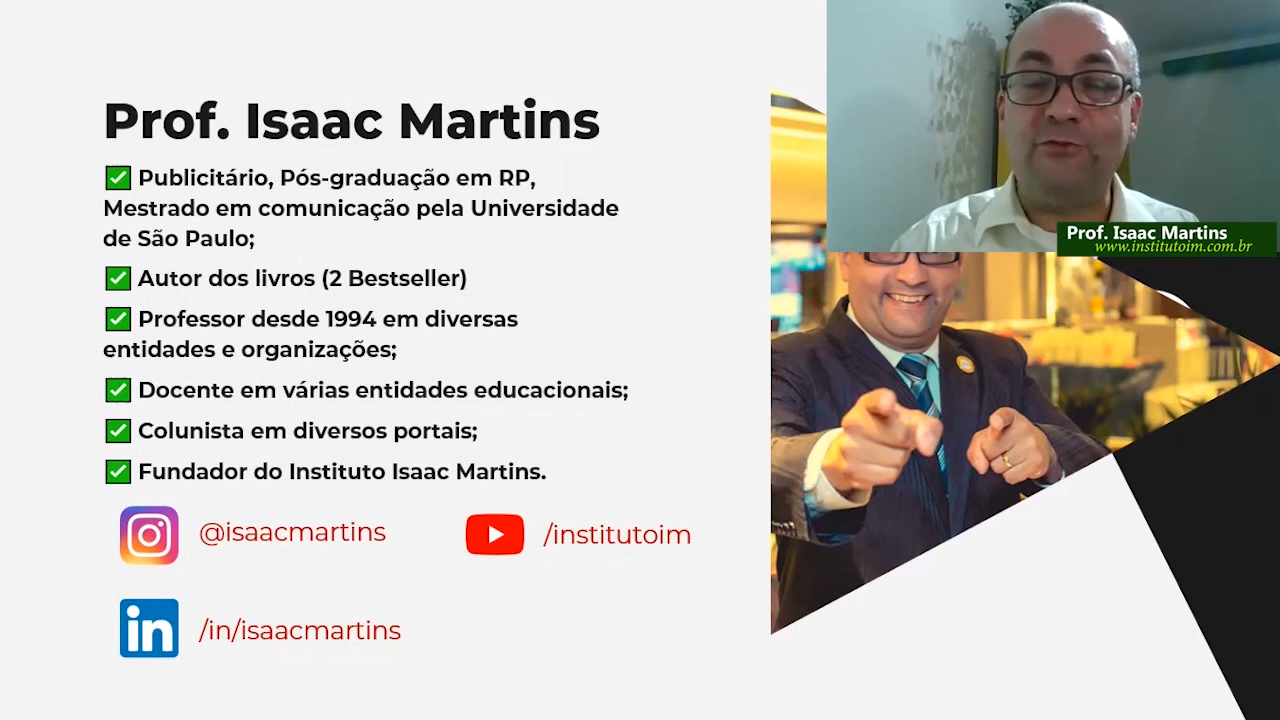 Prof. Isaac Martins
✅ Publicitário, Pós-graduação em RP,
Mestrado em comunicação pela Universidade
de São Paulo;
✅ Autor dos livros (2 Bestseller)
✅ Professor desde 1994 em diversas
entidades e organizações;
✅ Docente em várias entidades educacionais;
✅ Colunista em diversos portais;
✅ Fundador do Instituto Isaac Martins.
@isaacmartins
/institutoim
in
/in/isaacmartins
Prof. Isaac Martins
www.institutoim.com.br